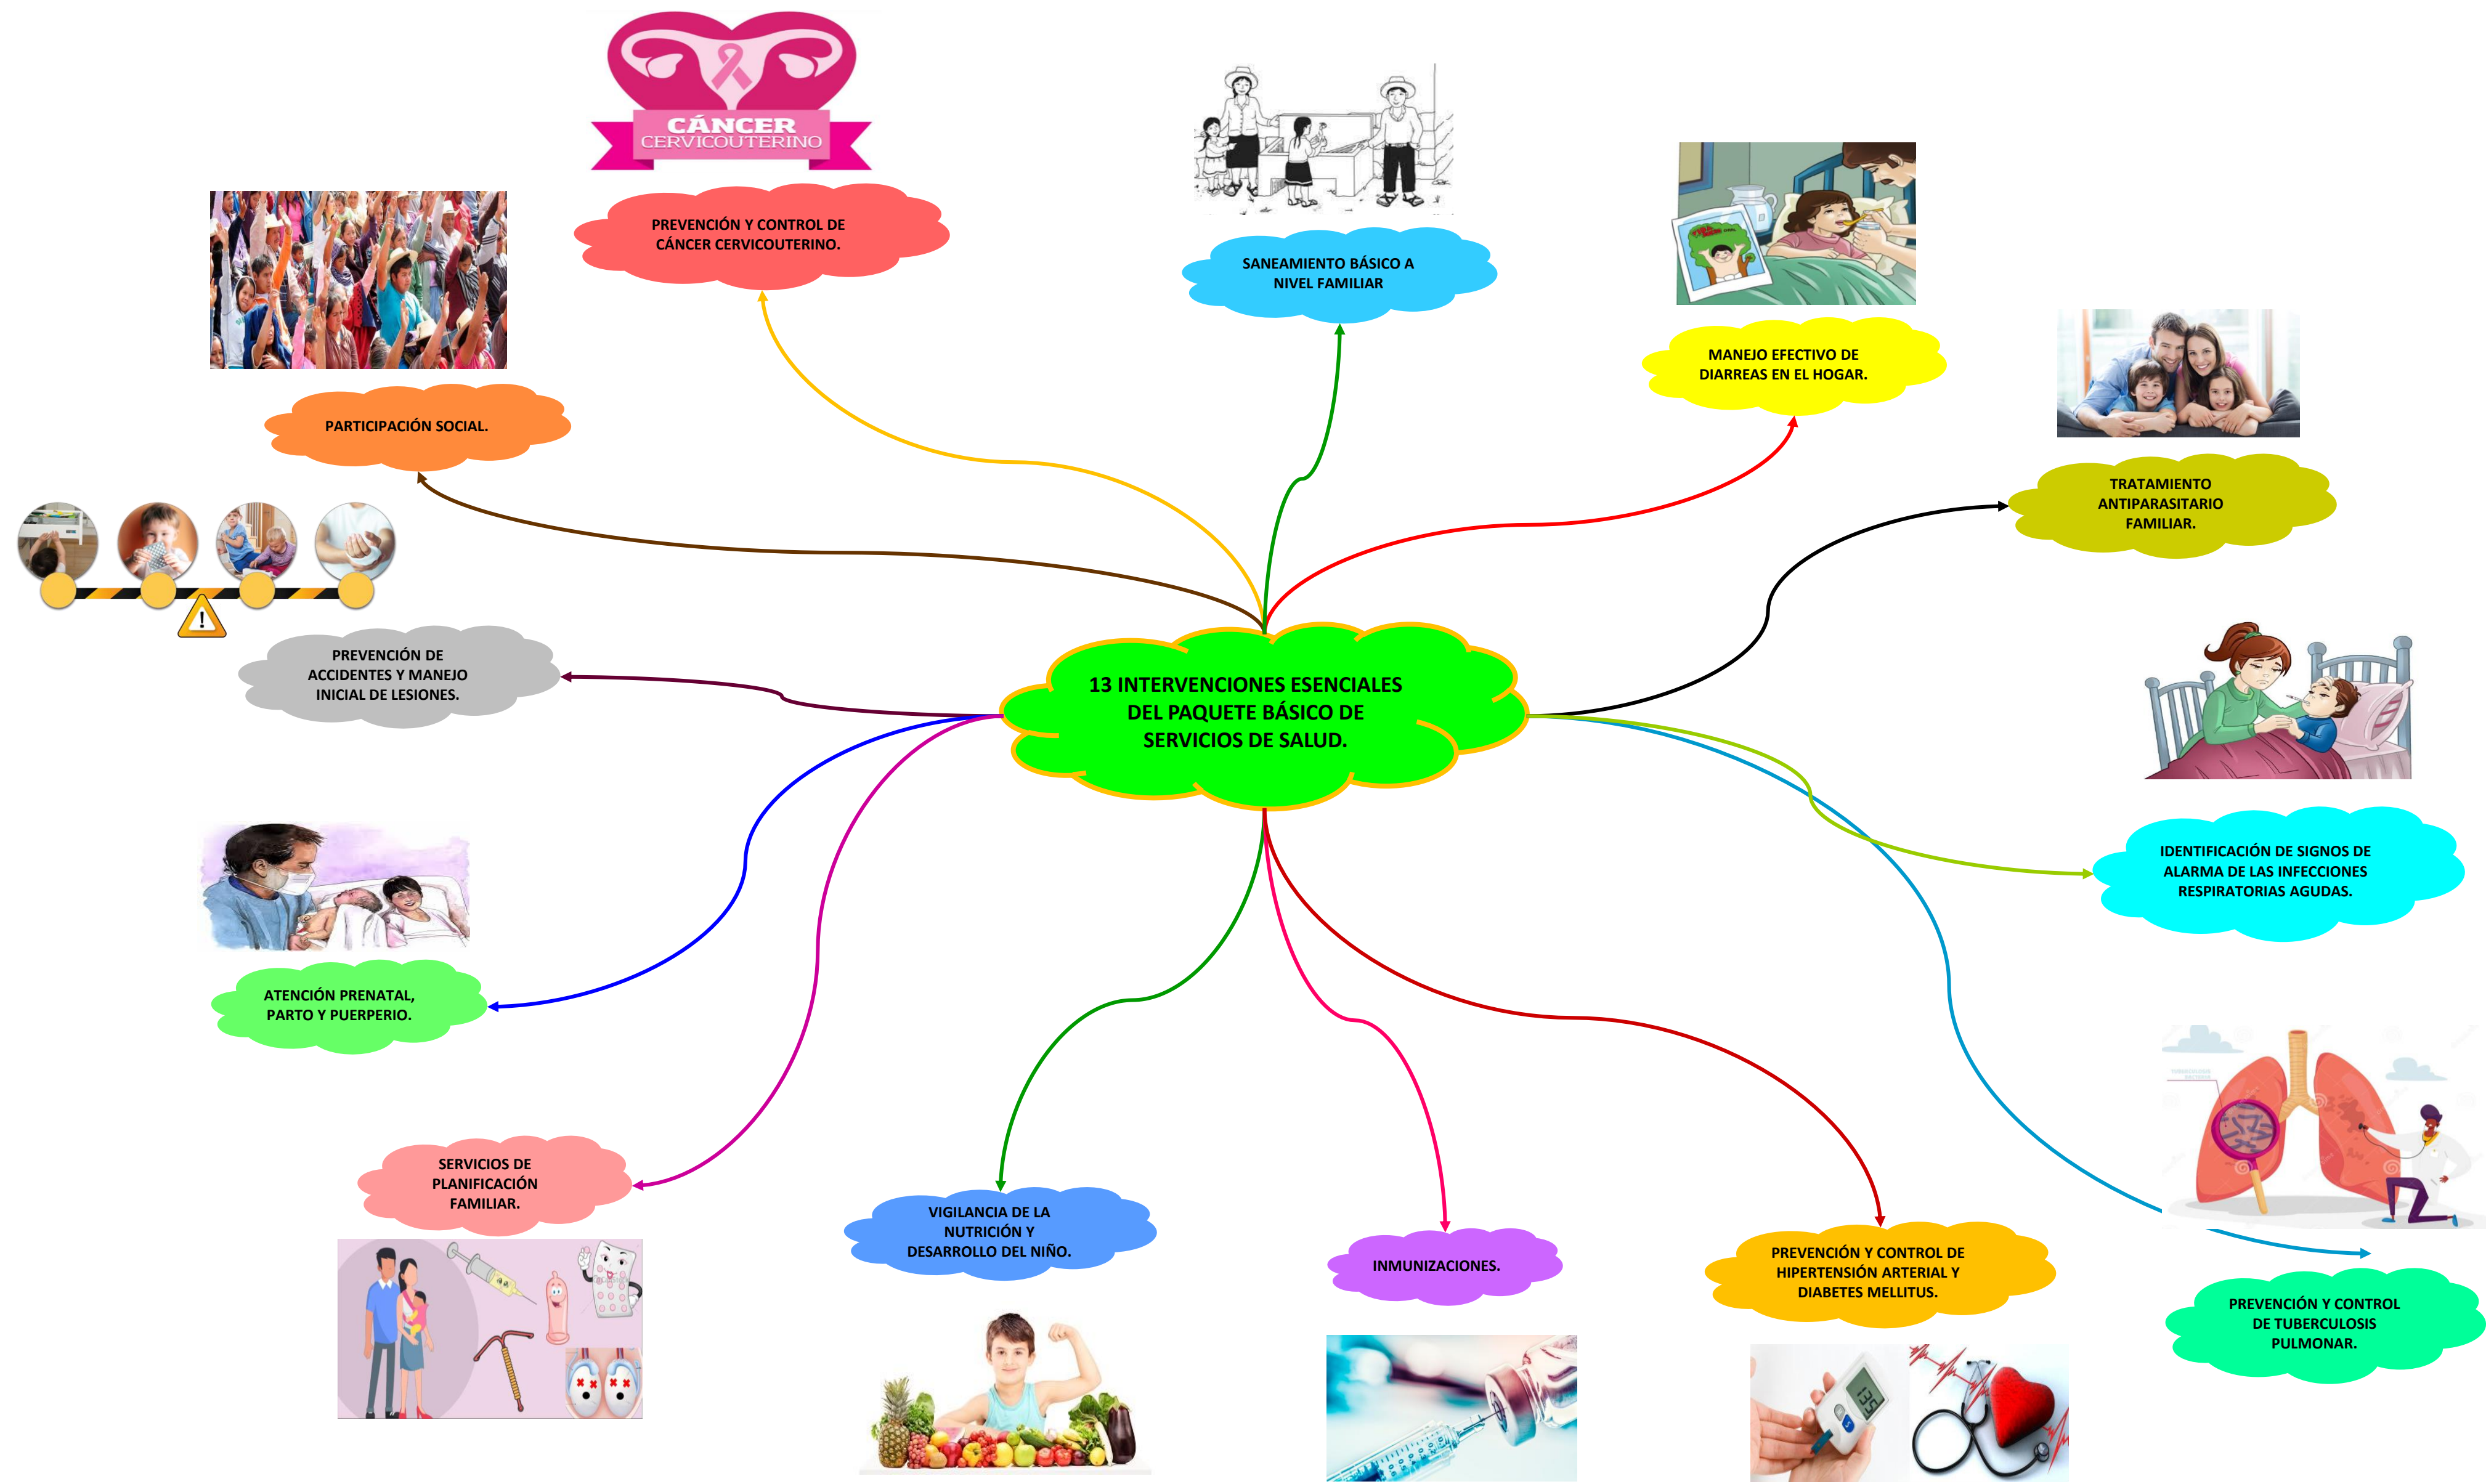 CÁNCER
CERVICOUTERINO
PREVENCIÓN Y CONTROL DE
CÁNCER CERVICOUTERINO.
SANEAMIENTO BÁSICO A
NIVEL FAMILIAR
MANEJO EFECTIVO DE
DIARREAS EN EL HOGAR.
PARTICIPACIÓN SOCIAL.
TRATAMIENTO
ANTIPARASITARIO
FAMILIAR.
PREVENCIÓN DE
ACCIDENTES Y MANEJO
INICIAL DE LESIONES.
13 INTERVENCIONES ESENCIALES
DEL PAQUETE BÁSICO DE
SERVICIOS DE SALUD.
IDENTIFICACIÓN DE SIGNOS DE
ALARMA DE LAS INFECCIONES
RESPIRATORIAS AGUDAS.
ATENCIÓN PRENATAL,
PARTO Y PUERPERIO.
SERVICIOS DE
PLANIFICACIÓN
FAMILIAR.
VIGILANCIA DE LA
NUTRICIÓN Y
DESARROLLO DEL NIÑO.
INMUNIZACIONES.
PREVENCIÓN Y CONTROL DE
HIPERTENSIÓN ARTERIAL Y
DIABETES MELLITUS.
PREVENCIÓN Y CONTROL
DE TUBERCULOSIS
PULMONAR.
135